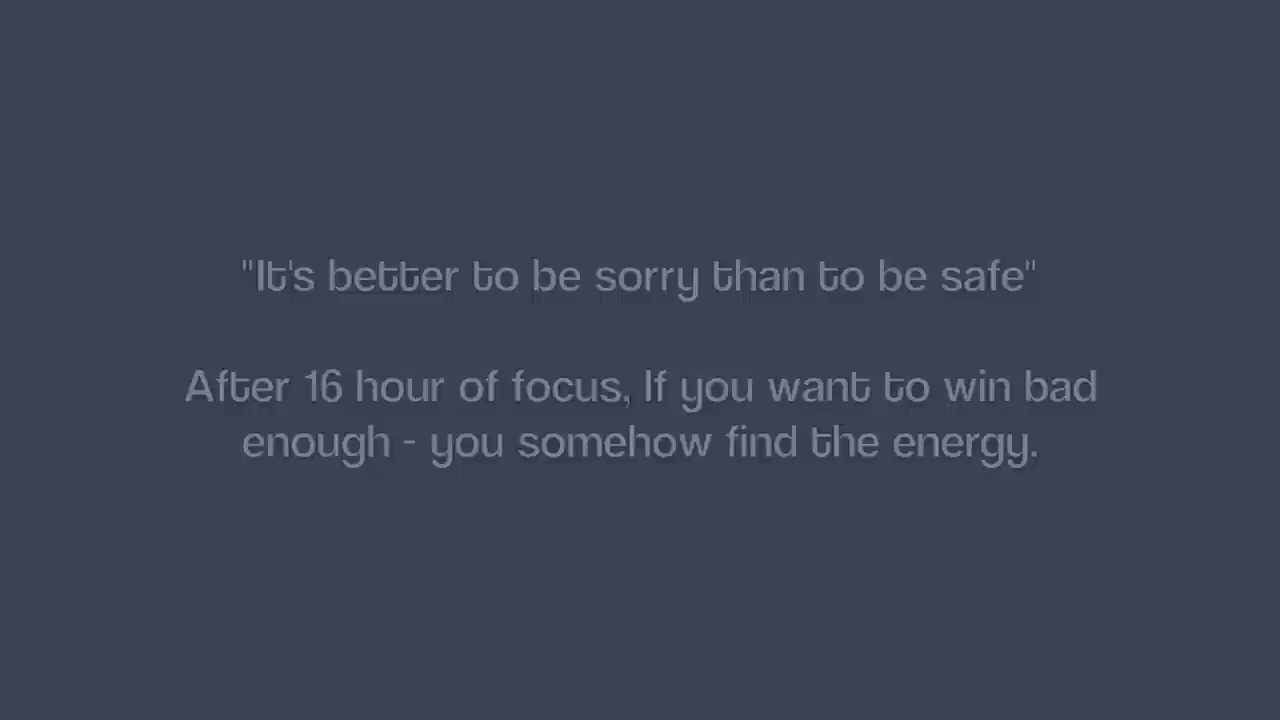 "It's better to be sorry than to be safe"
After 16 hour of focus, If you want to win bad
enough - you somehow find the energy.